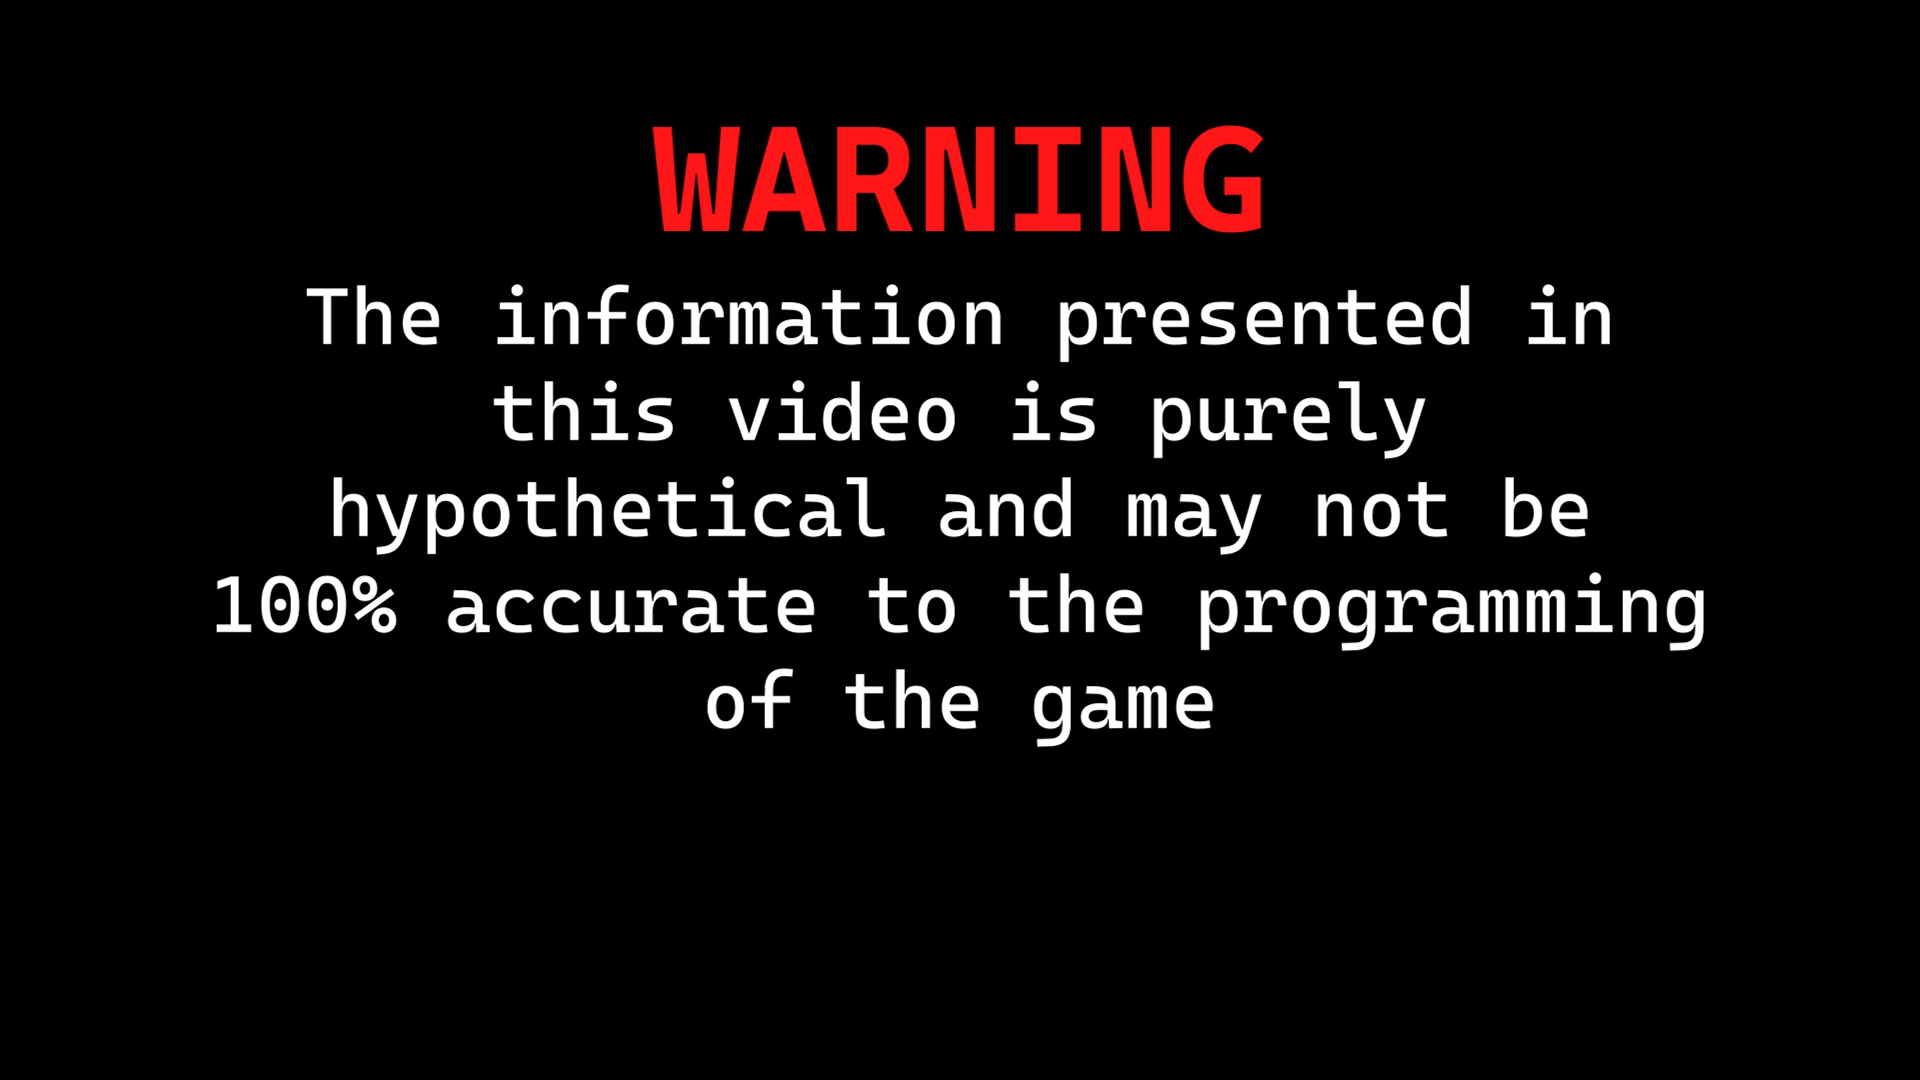 WARNING
The information presented in
this video is purely
hypothetical and may not be
100% accurate to the programming
of the game